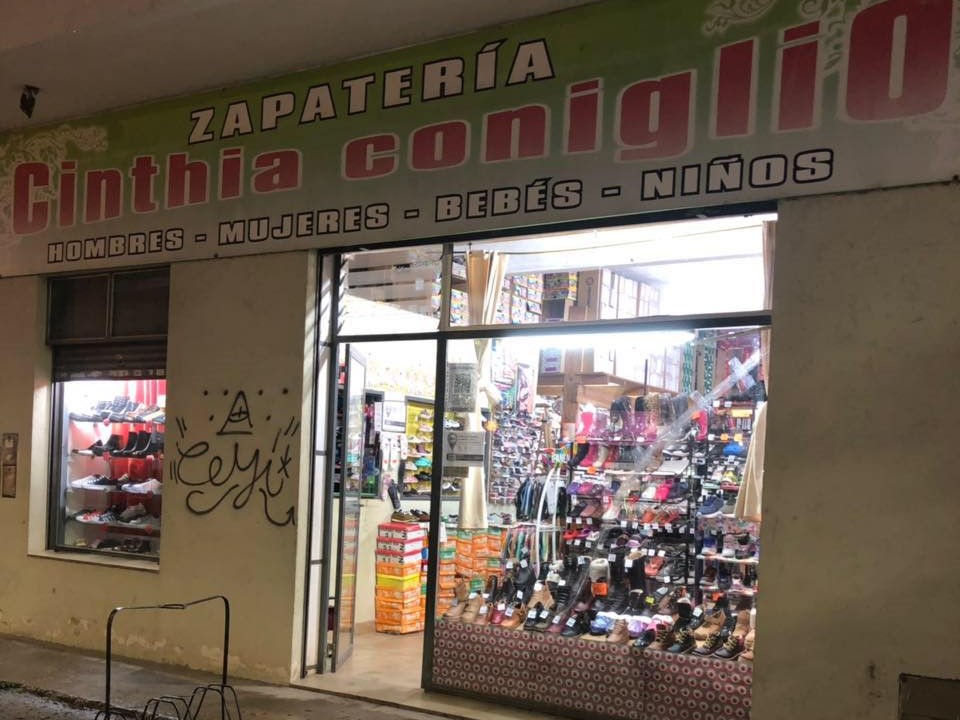 ZAPATERÍA
Cinthia coniglio
HOMBRES - MUJERES - BEBÉS - NIÑOS